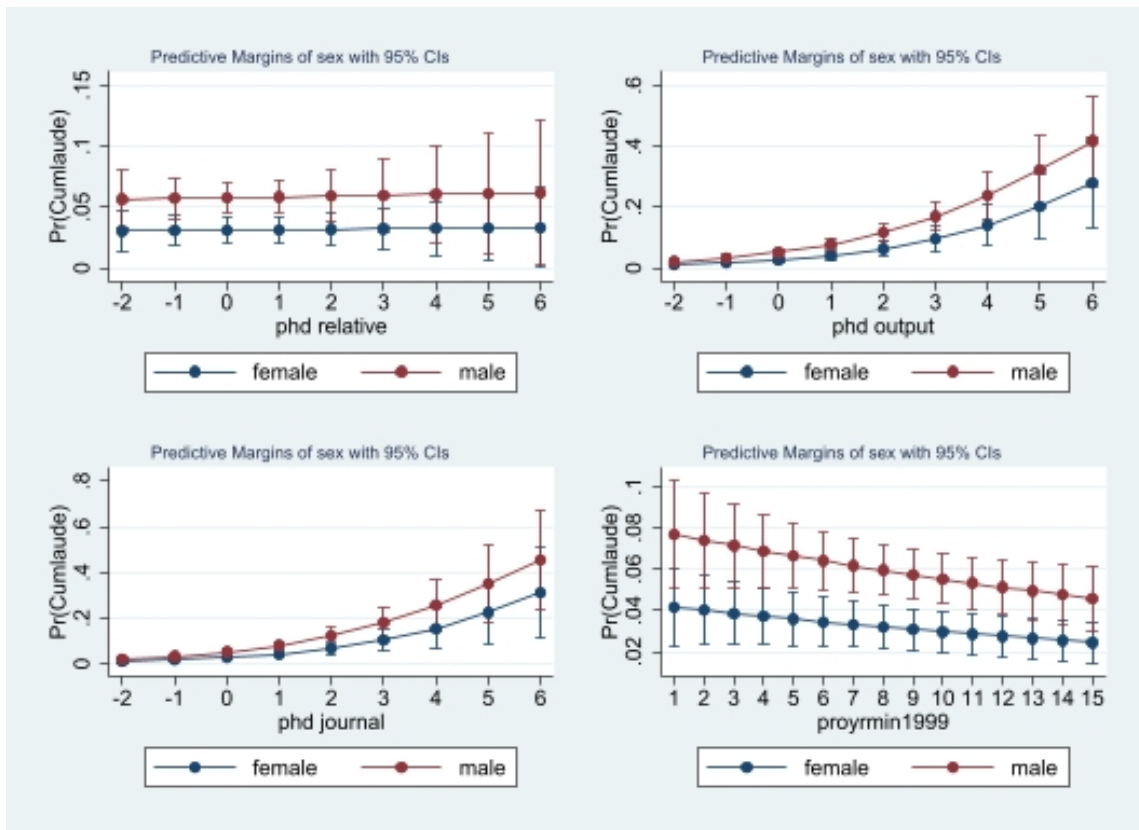 Predictive Margins of sex with 95% CIs
Pr(Cumlaude)
.15
.1
.05
0
-2 -1 0 1 2 3 4 5 6
phd relative
female male
Predictive Margins of sex with 95% CIs
Pr(Cumlaude)
.6
.4
.2
0
-2 -1 0 1 2 3 4 5 6
phd output
female male
Predictive Margins of sex with 95% CIs
Pr(Cumlaude)
.8
.6
.4
.2
0
-2 -1 0 1 2 3 4 5 6
phd journal
female male
Predictive Margins of sex with 95% CIs
Pr(Cumlaude)
.1
.08
.06
.04
.02
1 2 3 4 5 6 7 8 9 10 11 12 13 14 15
proyrmin1999
female male